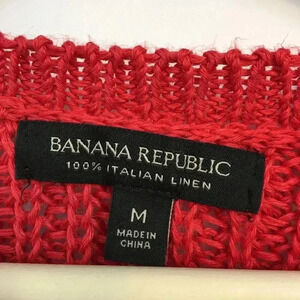 BANANA REPUBLIC
100% ITALIAN LINEN
M
MADE IN
CHINA